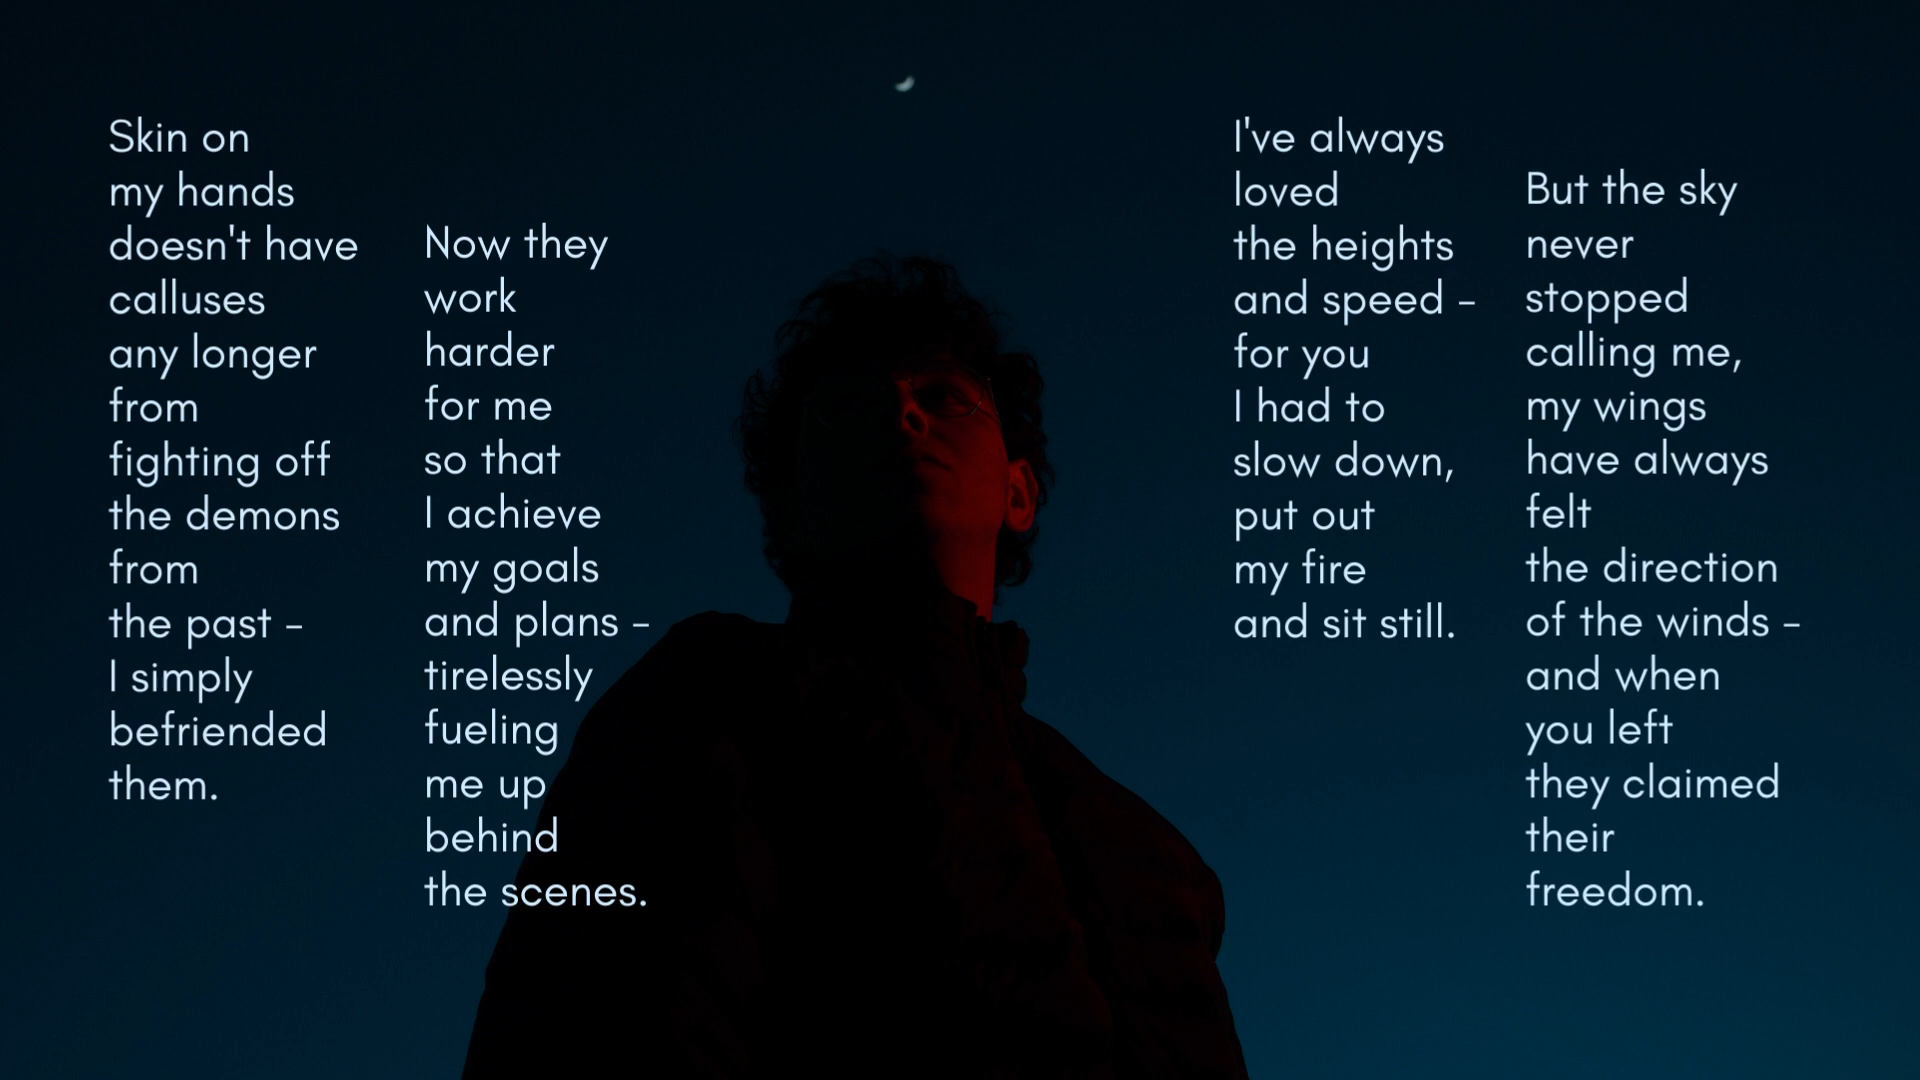 Skin on
my hands
doesn't have
calluses
any longer
from
fighting off
the demons
from
the past –
I simply
befriended
them.
Now they
work
harder
for me
so that
I achieve
my goals
and plans –
tirelessly
fueling
me up
behind
the scenes.
I've always
loved
the heights
and speed –
for you
I had to
slow down,
put out
my fire
and sit still.
But the sky
never
stopped
calling me,
my wings
have always
felt
the direction
of the winds –
and when
you left
they claimed
their
freedom.